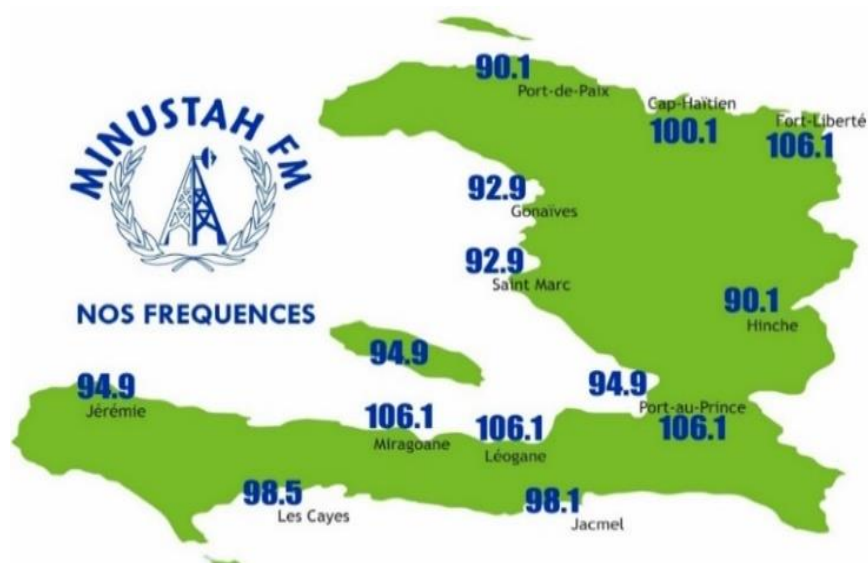 MINUSTAH FM
NOS FREQUENCES
90.1
Port-de-Paix
Cap-Haïtien
100.1
Fort-Liberté
106.1
92.9
Gonaïves
92.9
Saint Marc
90.1
Hinche
94.9
94.9
Jérémie
106.1
Miragoane
106.1
Léogane
94.9
Port-au-Prince
106.1
98.5
Les Cayes
98.1
Jacmel